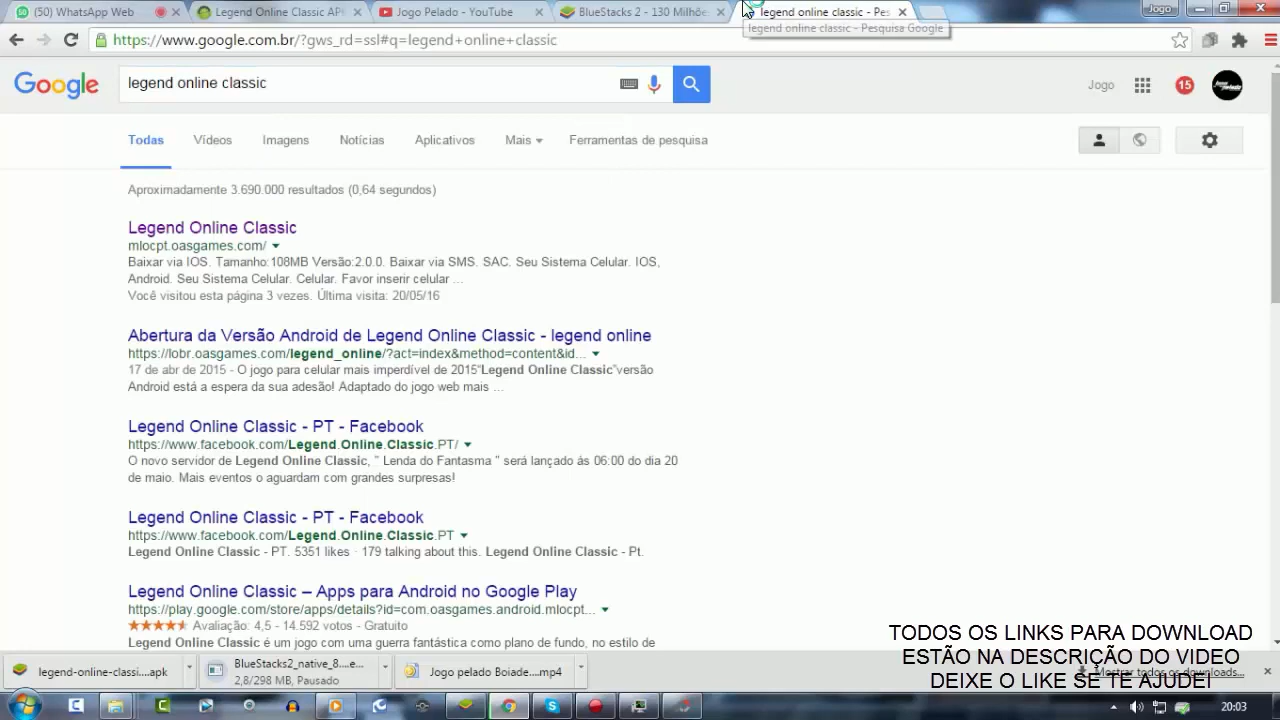 (50) WhatsApp Web
Legend Online Classic AP
Jogo Pelado - YouTube
BlueStacks 2 - 130 Milhõe
legend online classic - Pes
Jogo
legend online classic - Pesquisa Google
https://www.google.com.br/?gws_rd=ssl#q=legend+online+classic
Google
legend online classic
Jogo
15
Todas
Vídeos
Imagens
Notícias
Aplicativos
Mais
Ferramentas de pesquisa
Aproximadamente 3.690.000 resultados (0,64 segundos)
Legend Online Classic
mlocpt.oasgames.com/
Baixar via IOS. Tamanho:108MB Versão:2.0.0. Baixar via SMS. SAC. Seu Sistema Celular. IOS,
Android. Seu Sistema Celular. Celular. Favor inserir celular ...
Você visitou esta página 3 vezes. Última visita: 20/05/16
Abertura da Versão Android de Legend Online Classic - legend online
https://lobr.oasgames.com/legend_online/?act=index&method=content&id...
17 de abr de 2015 - O jogo para celular mais imperdível de 2015"Legend Online Classic"versão
Android está a espera da sua adesão! Adaptado do jogo web mais ...
Legend Online Classic - PT - Facebook
https://www.facebook.com/Legend.Online.Classic.PT/
O novo servidor de Legend Online Classic, " Lenda do Fantasma " será lançado ás 06:00 do dia 20
de maio. Mais eventos o aguardam com grandes surpresas!
Legend Online Classic - PT - Facebook
https://www.facebook.com/Legend.Online.Classic.PT
Legend Online Classic - PT. 5351 likes · 179 talking about this. Legend Online Classic - Pt.
Legend Online Classic – Apps para Android no Google Play
https://play.google.com/store/apps/details?id=com.oasgames.android.mlocpt...
Avaliação: 4,5 - 14.592 votos - Gratuito
Legend Online Classic é um jogo com uma guerra fantástica como plano de fundo, no estilo de
TODOS OS LINKS PARA DOWNLOAD
ESTÃO NA DESCRIÇÃO DO VIDEO
DEIXE O LIKE SE TE AJUDEI
legend-online-classi....apk
BlueStacks2_native_8....e...
2,8/298 MB, Pausado
Jogo pelado Boiade....mp4
Mostrar todos os downloads...
20:03